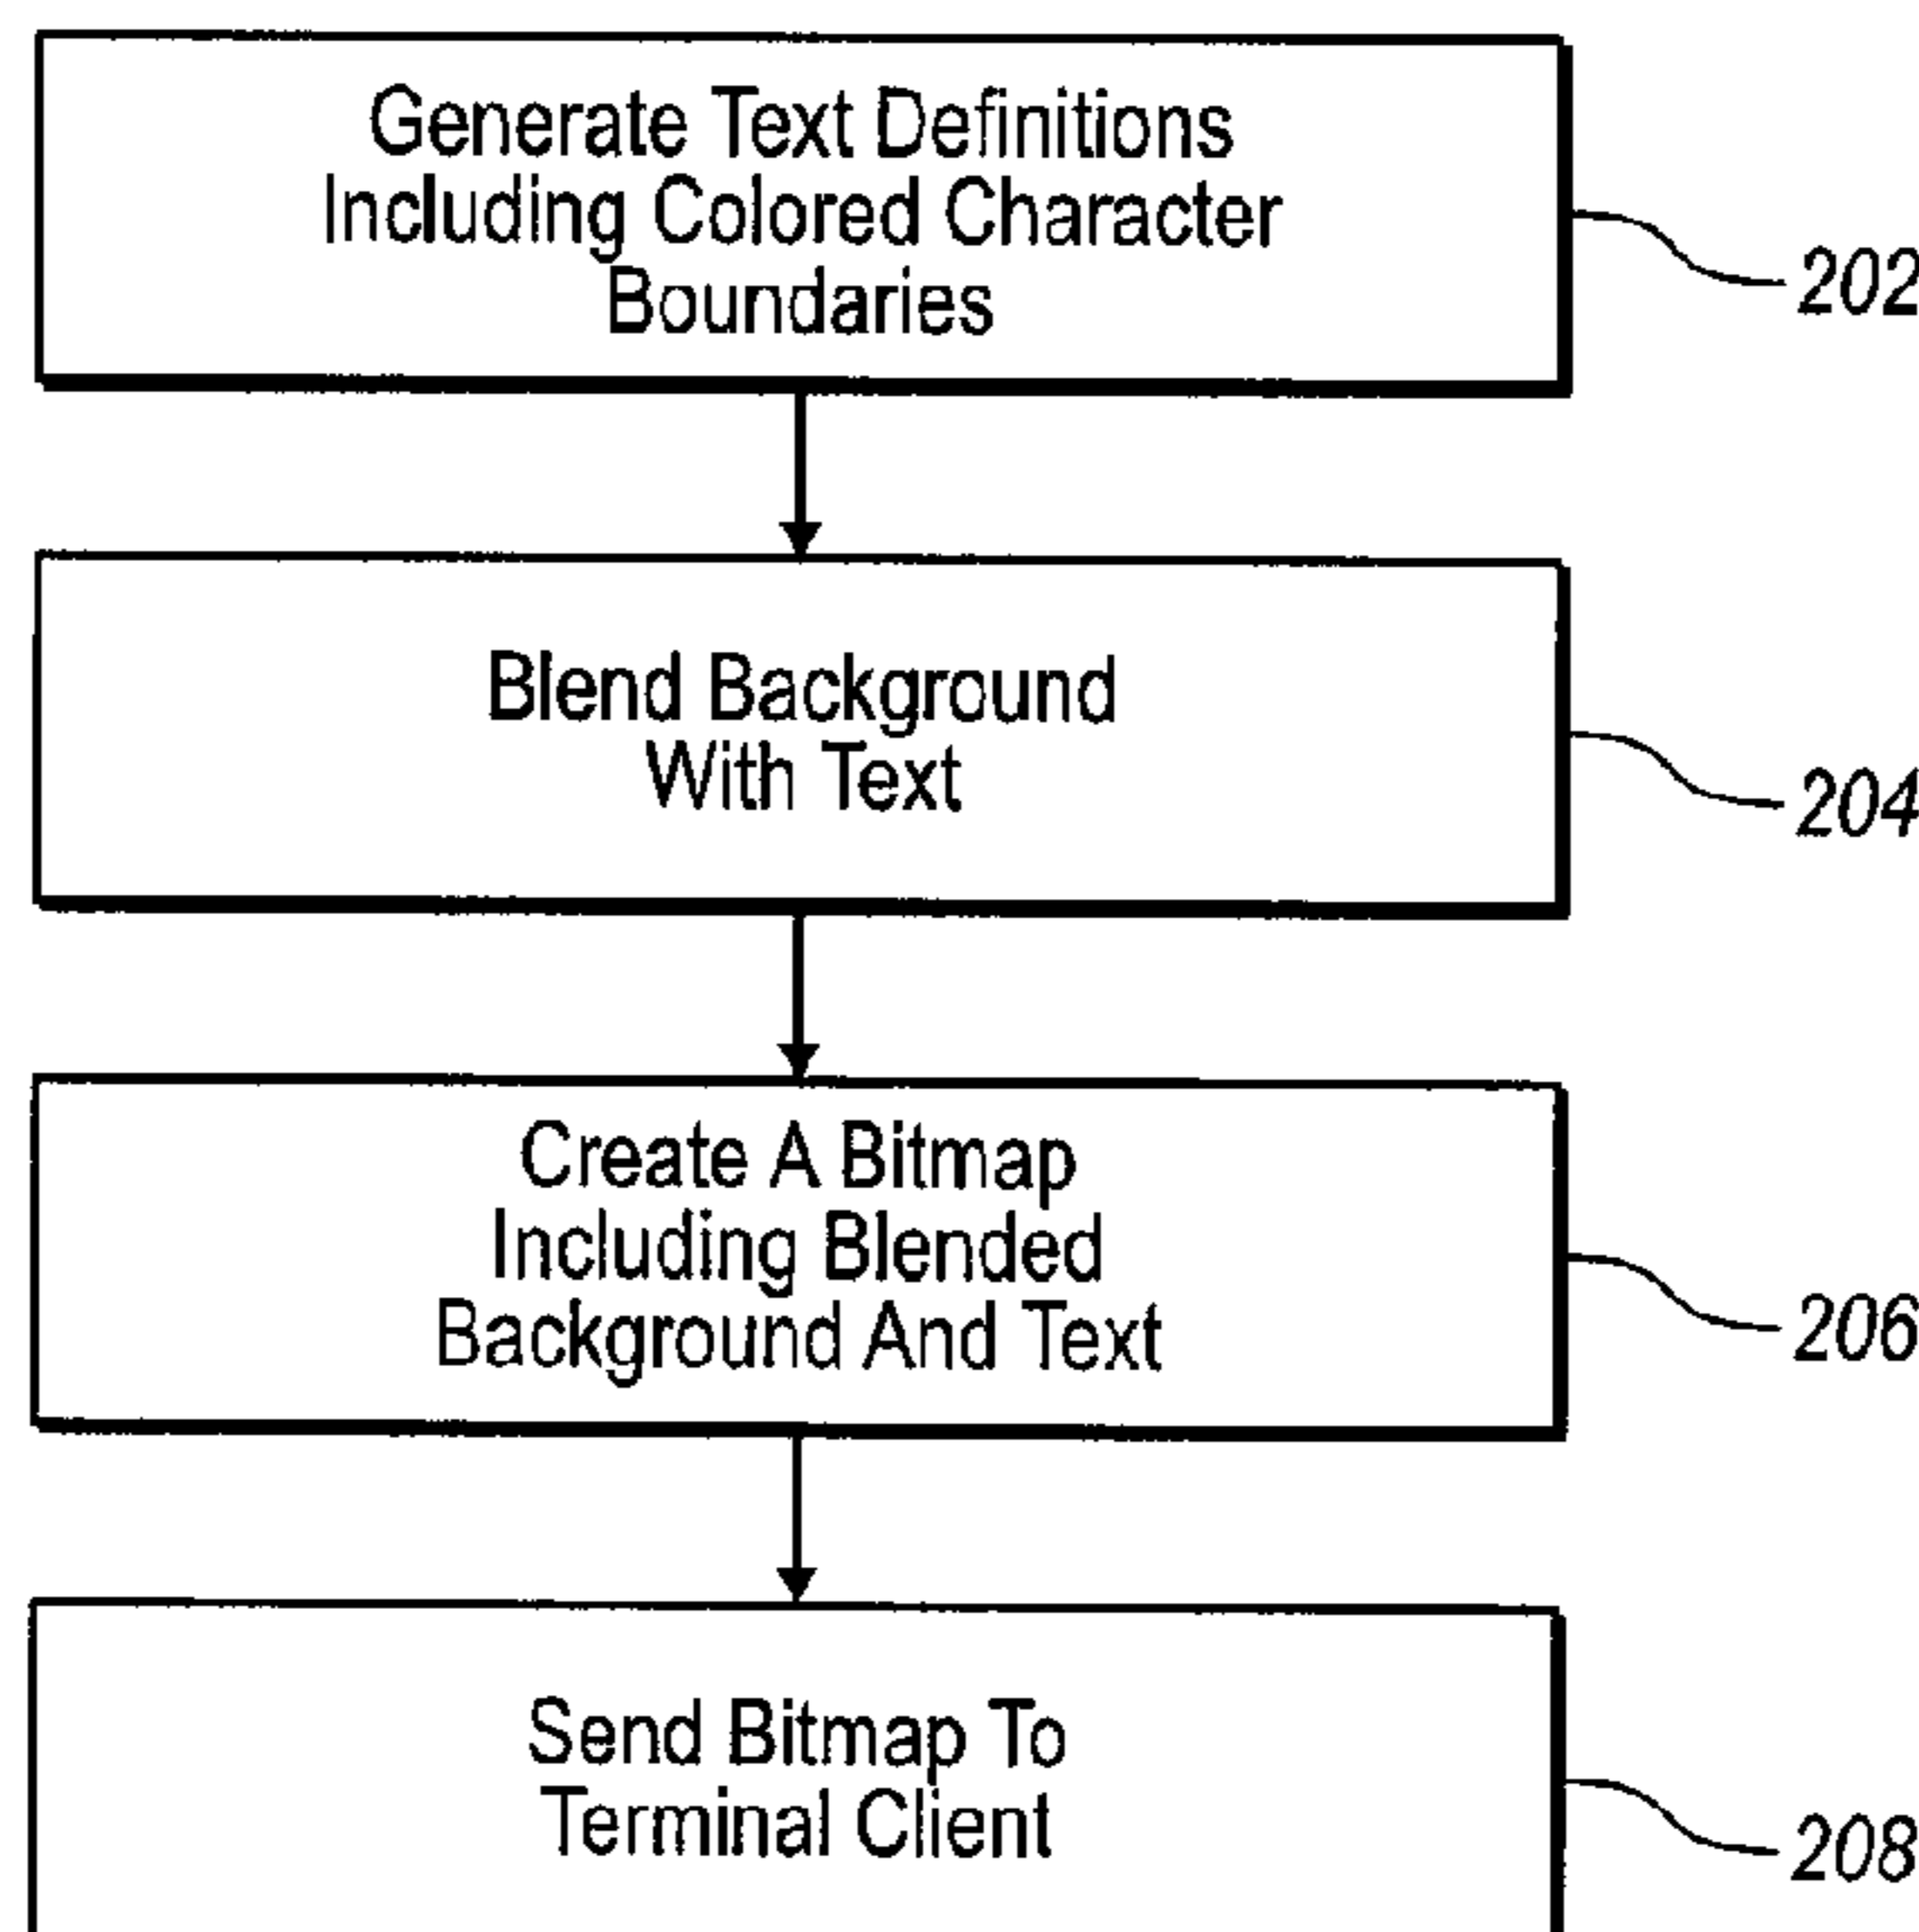 Generate Text Definitions
Including Colored Character
Boundaries
202
Blend Background
With Text
204
Create A Bitmap
Including Blended
Background And Text
206
Send Bitmap To
Terminal Client
208